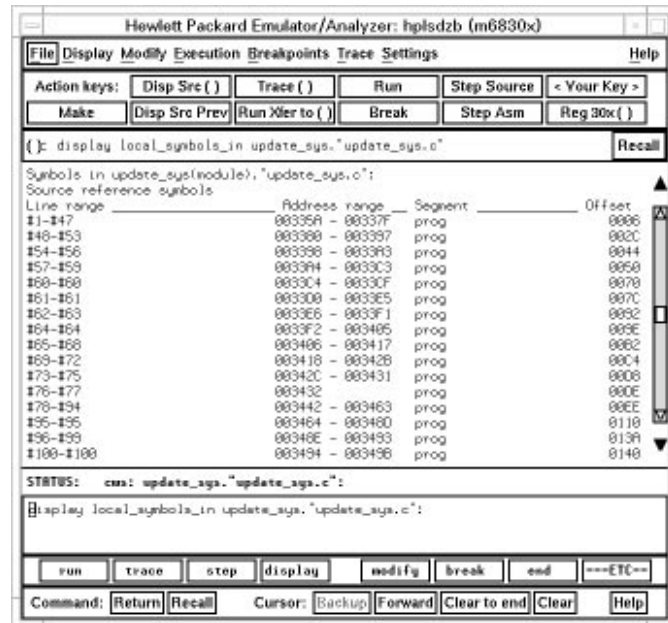 Hewlett Packard Emulator/Analyzer: hplsdzb (m6830x)
File Display Modify Execution Breakpoints Trace Settings Help
Action keys: Disp Src ( ) Trace ( ) Run Step Source < Your Key >
Make Disp Src Prev Run Xfer to ( ) Break Step Asm Reg 30x( )
( ): display local_symbols_in update_sys."update_sys.c" Recall
Symbols in update_sys(module)."update_sys.c":
Source reference symbols
Line range ________________ Address range __ Segment ____________ Offset
#1-#47 00335A - 00337F prog 0006
#48-#53 003380 - 003397 prog 002C
#54-#56 003398 - 0033A3 prog 0044
#57-#59 0033A4 - 0033C3 prog 0050
#60-#60 0033C4 - 0033CF prog 0070
#61-#61 0033D0 - 0033E5 prog 007C
#62-#63 0033E6 - 0033F1 prog 0092
#64-#64 0033F2 - 003405 prog 009E
#65-#68 003406 - 003417 prog 00B2
#69-#72 003418 - 00342B prog 00C4
#73-#75 00342C - 003431 prog 00D8
#76-#77 003432 prog 00DE
#78-#94 003442 - 003463 prog 00EE
#95-#95 003464 - 00348D prog 0110
#96-#99 00348E - 003493 prog 013A
#100-#100 003494 - 00349B prog 0140
STATUS: cws: update_sys."update_sys.c":
display local_symbols_in update_sys."update_sys.c":
run trace step display modify break end ---ETC--
Command: Return Recall Cursor: Backup Forward Clear to end Clear Help